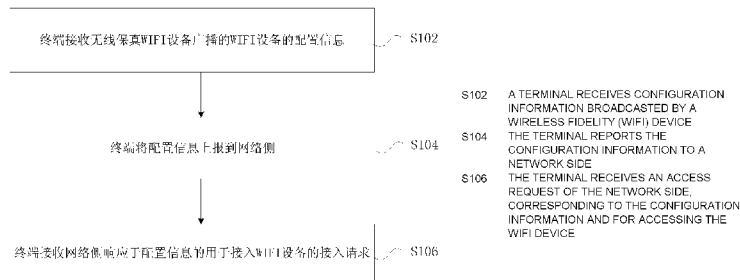 终端接收无线保真WIFI设备广播的WIFI设备的配置信息
S102
终端将配置信息上报到网络侧
S104
终端接收网络侧响应于配置信息的用于接入WIFI设备的接入请求
S106
S102 A TERMINAL RECEIVES CONFIGURATION
INFORMATION BROADCASTED BY A
WIRELESS FIDELITY (WIFI) DEVICE
S104 THE TERMINAL REPORTS THE
CONFIGURATION INFORMATION TO A
NETWORK SIDE
S106 THE TERMINAL RECEIVES AN ACCESS
REQUEST OF THE NETWORK SIDE,
CORRESPONDING TO THE CONFIGURATION
INFORMATION AND FOR ACCESSING THE
WIFI DEVICE